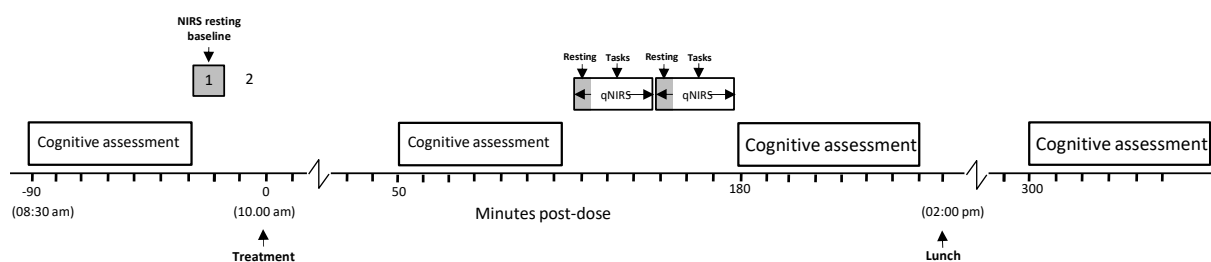 NIRS resting
baseline
1 2
Resting Tasks Resting Tasks
qNIRS qNIRS
Cognitive assessment Cognitive assessment Cognitive assessment Cognitive assessment
-90 0 50 180 300
(08:30 am) (10.00 am) Minutes post-dose (02:00 pm)
Treatment Lunch